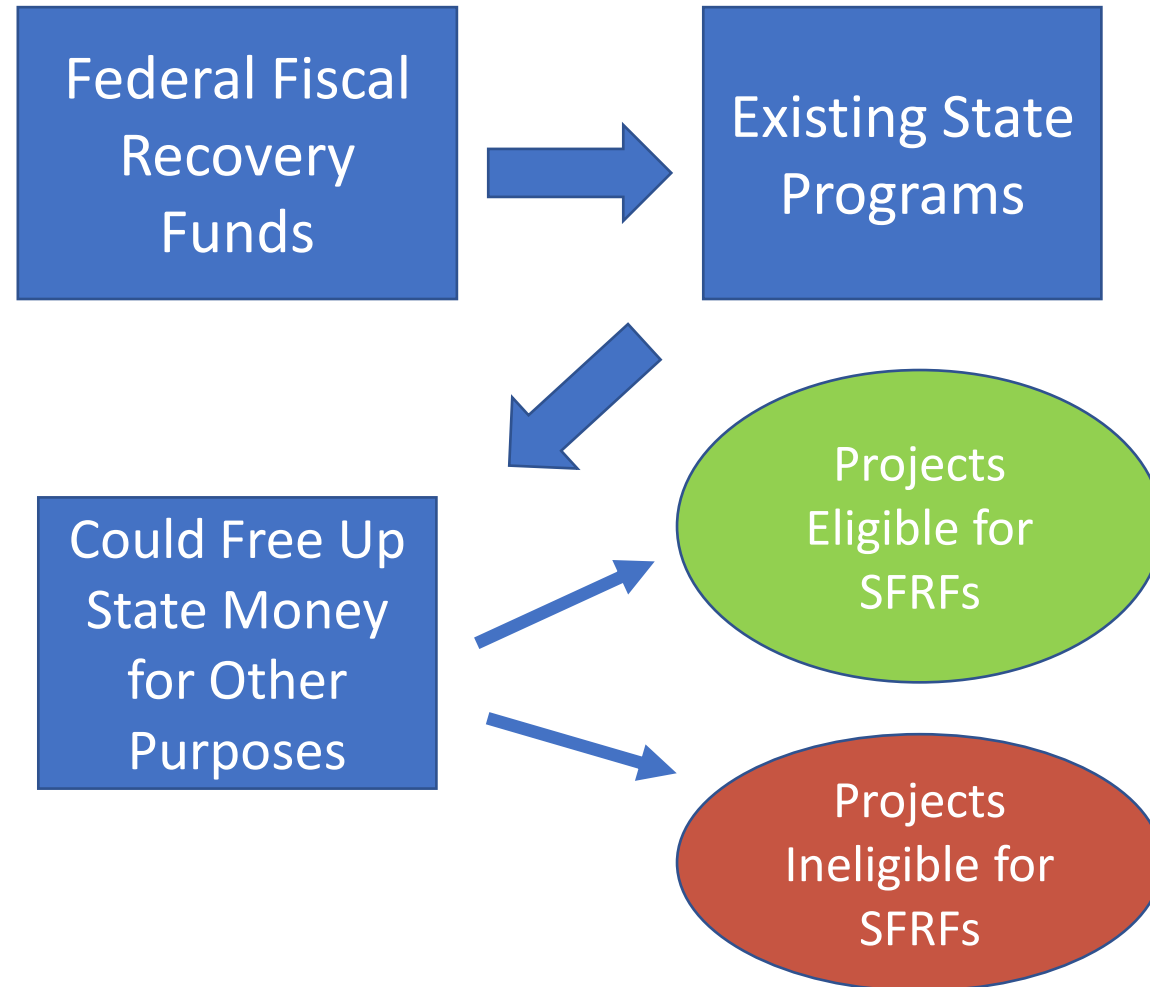 Federal Fiscal
Recovery
Funds
Existing State
Programs
Could Free Up
State Money
for Other
Purposes
Projects
Eligible for
SFRFs
Projects
Ineligible for
SFRFs